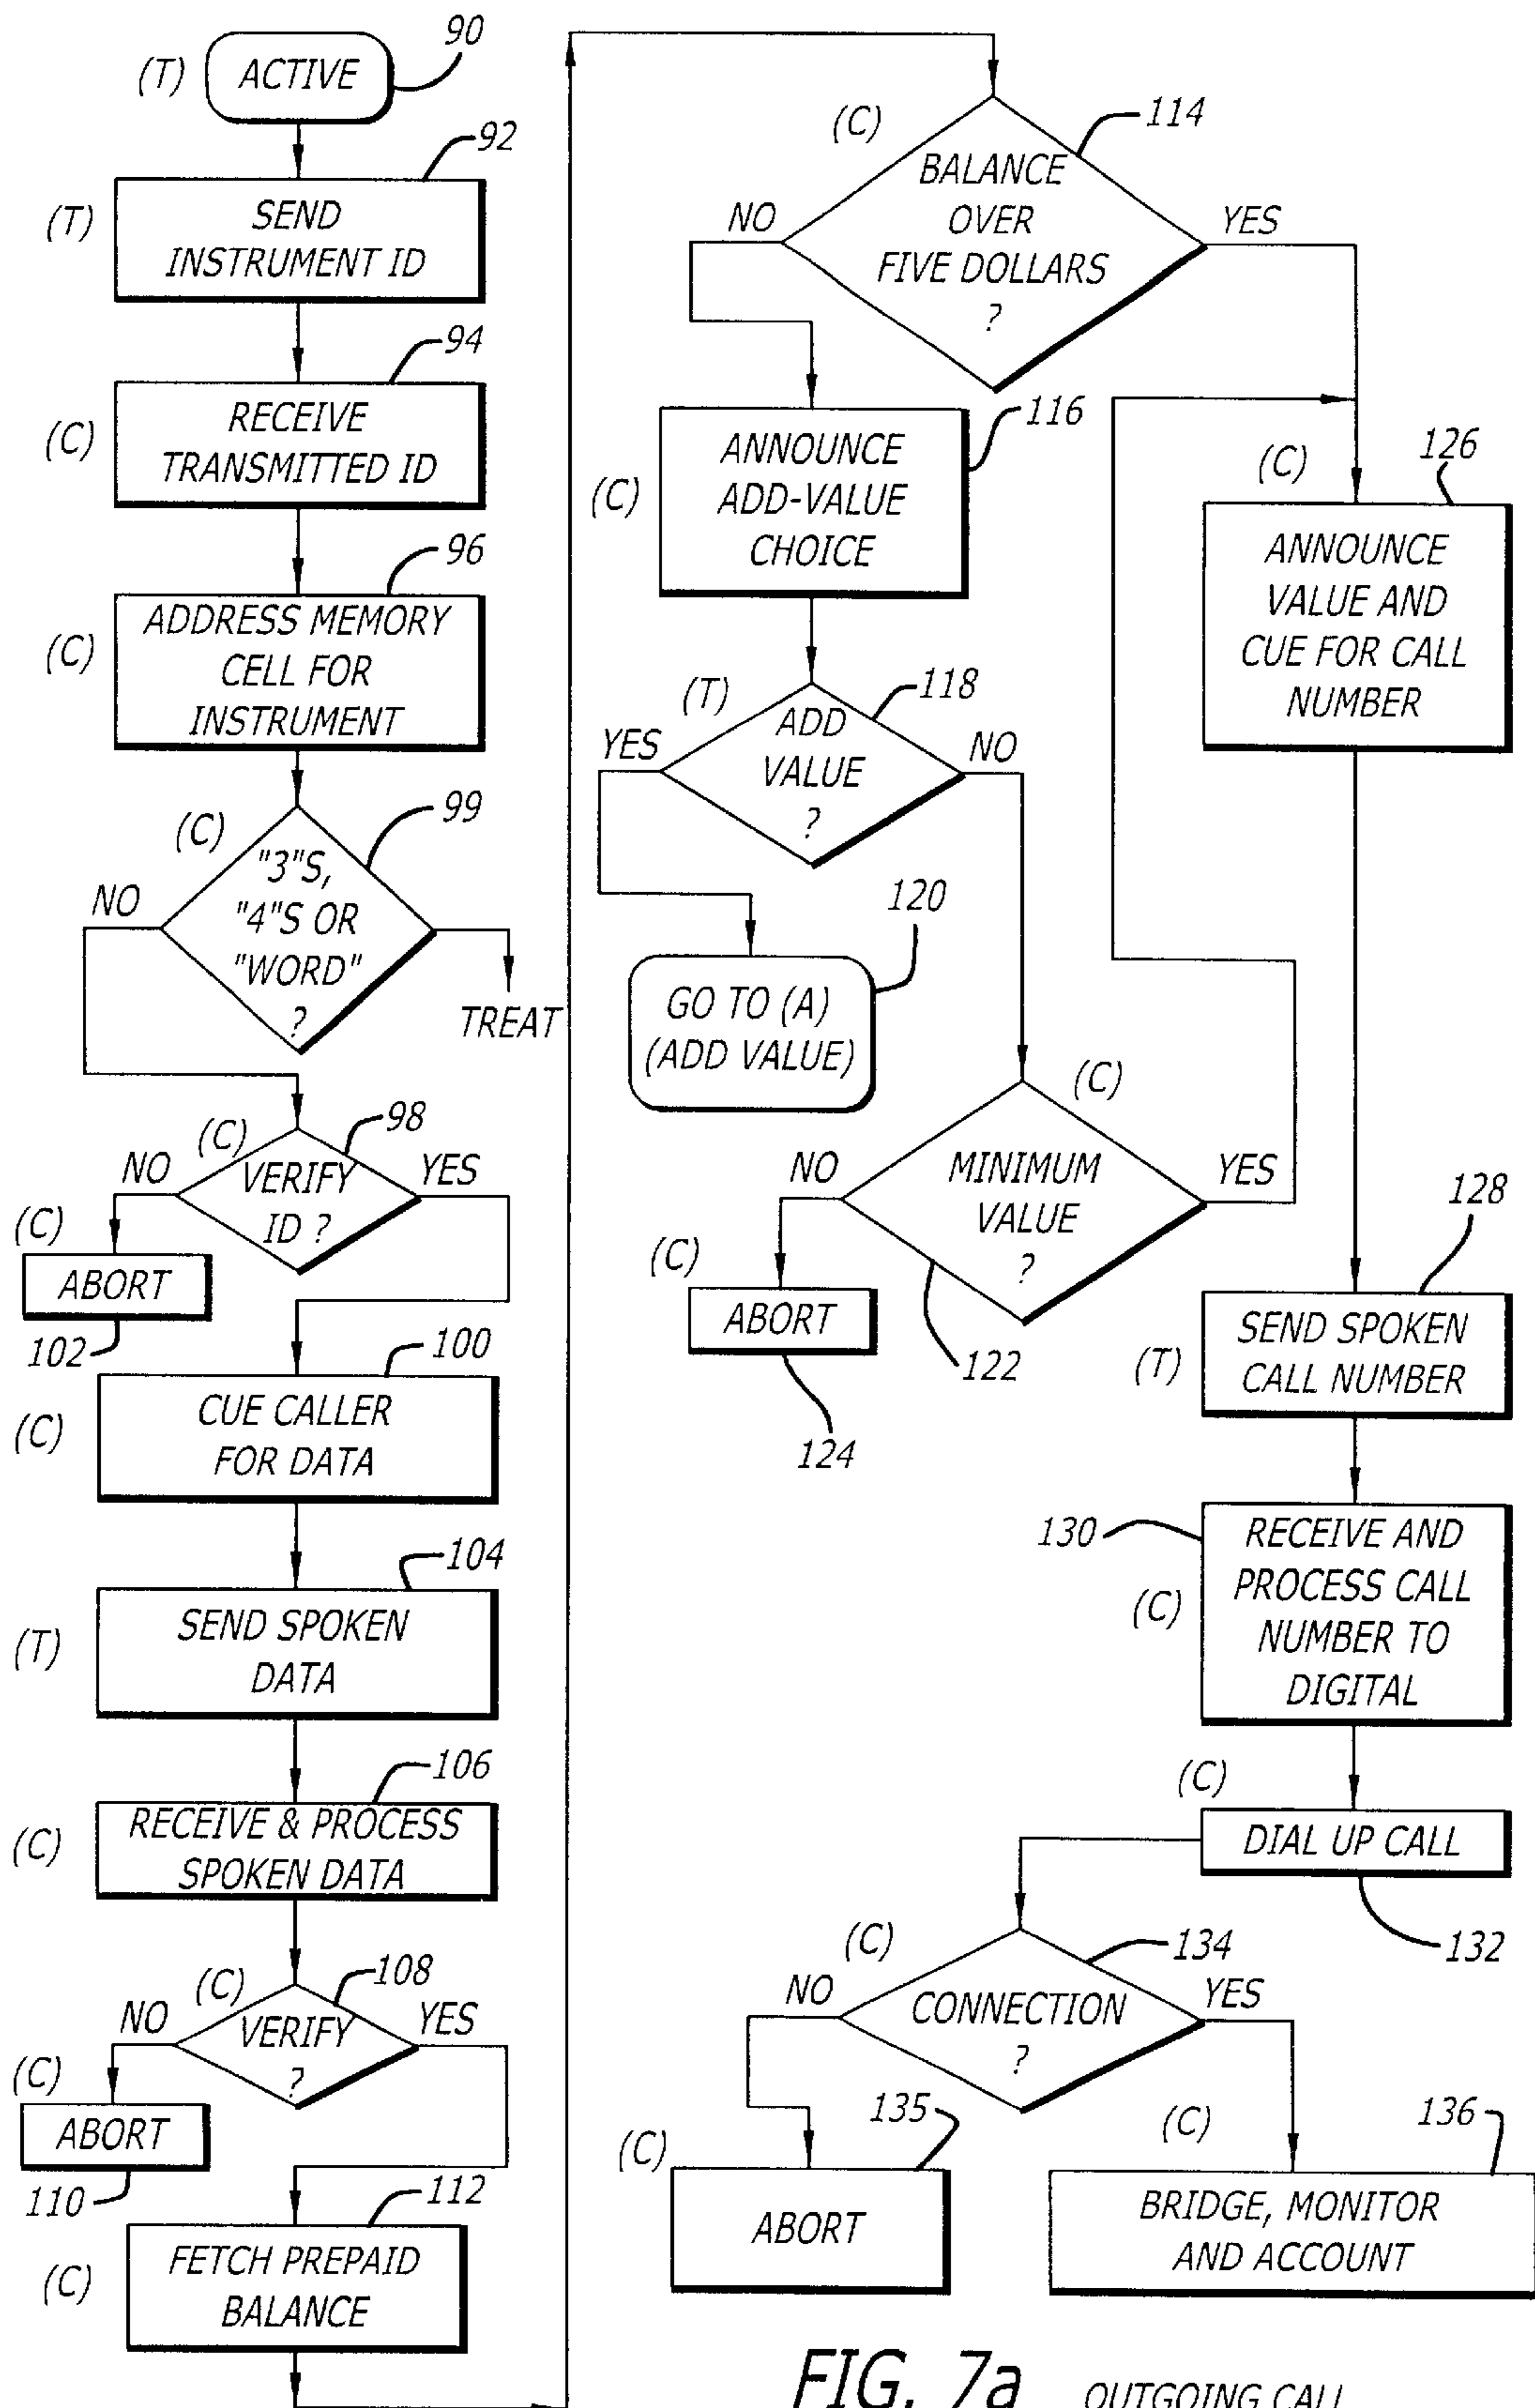 (T)
ACTIVE
90
(T)
SEND
INSTRUMENT ID
92
(C)
RECEIVE
TRANSMITTED ID
94
(C)
ADDRESS MEMORY
CELL FOR
INSTRUMENT
96
(C)
"3"S,
"4"S OR
"WORD"
?
99
NO
TREAT
(C)
VERIFY
ID ?
98
NO
YES
(C)
ABORT
102
(C)
CUE CALLER
FOR DATA
100
(T)
SEND SPOKEN
DATA
104
(C)
RECEIVE & PROCESS
SPOKEN DATA
106
(C)
VERIFY
?
108
NO
YES
(C)
ABORT
110
(C)
FETCH PREPAID
BALANCE
112
(C)
BALANCE
OVER
FIVE DOLLARS
?
114
NO
YES
(C)
ANNOUNCE
ADD-VALUE
CHOICE
116
(T)
ADD
VALUE
?
118
YES
NO
GO TO (A)
(ADD VALUE)
120
(C)
MINIMUM
VALUE
?
122
NO
YES
(C)
ABORT
124
(C)
ANNOUNCE
VALUE AND
CUE FOR CALL
NUMBER
126
(T)
SEND SPOKEN
CALL NUMBER
128
(C)
RECEIVE AND
PROCESS CALL
NUMBER TO
DIGITAL
130
(C)
DIAL UP CALL
132
(C)
CONNECTION
?
134
NO
YES
(C)
ABORT
135
(C)
BRIDGE, MONITOR
AND ACCOUNT
136
FIG. 7a
OUTGOING CALL